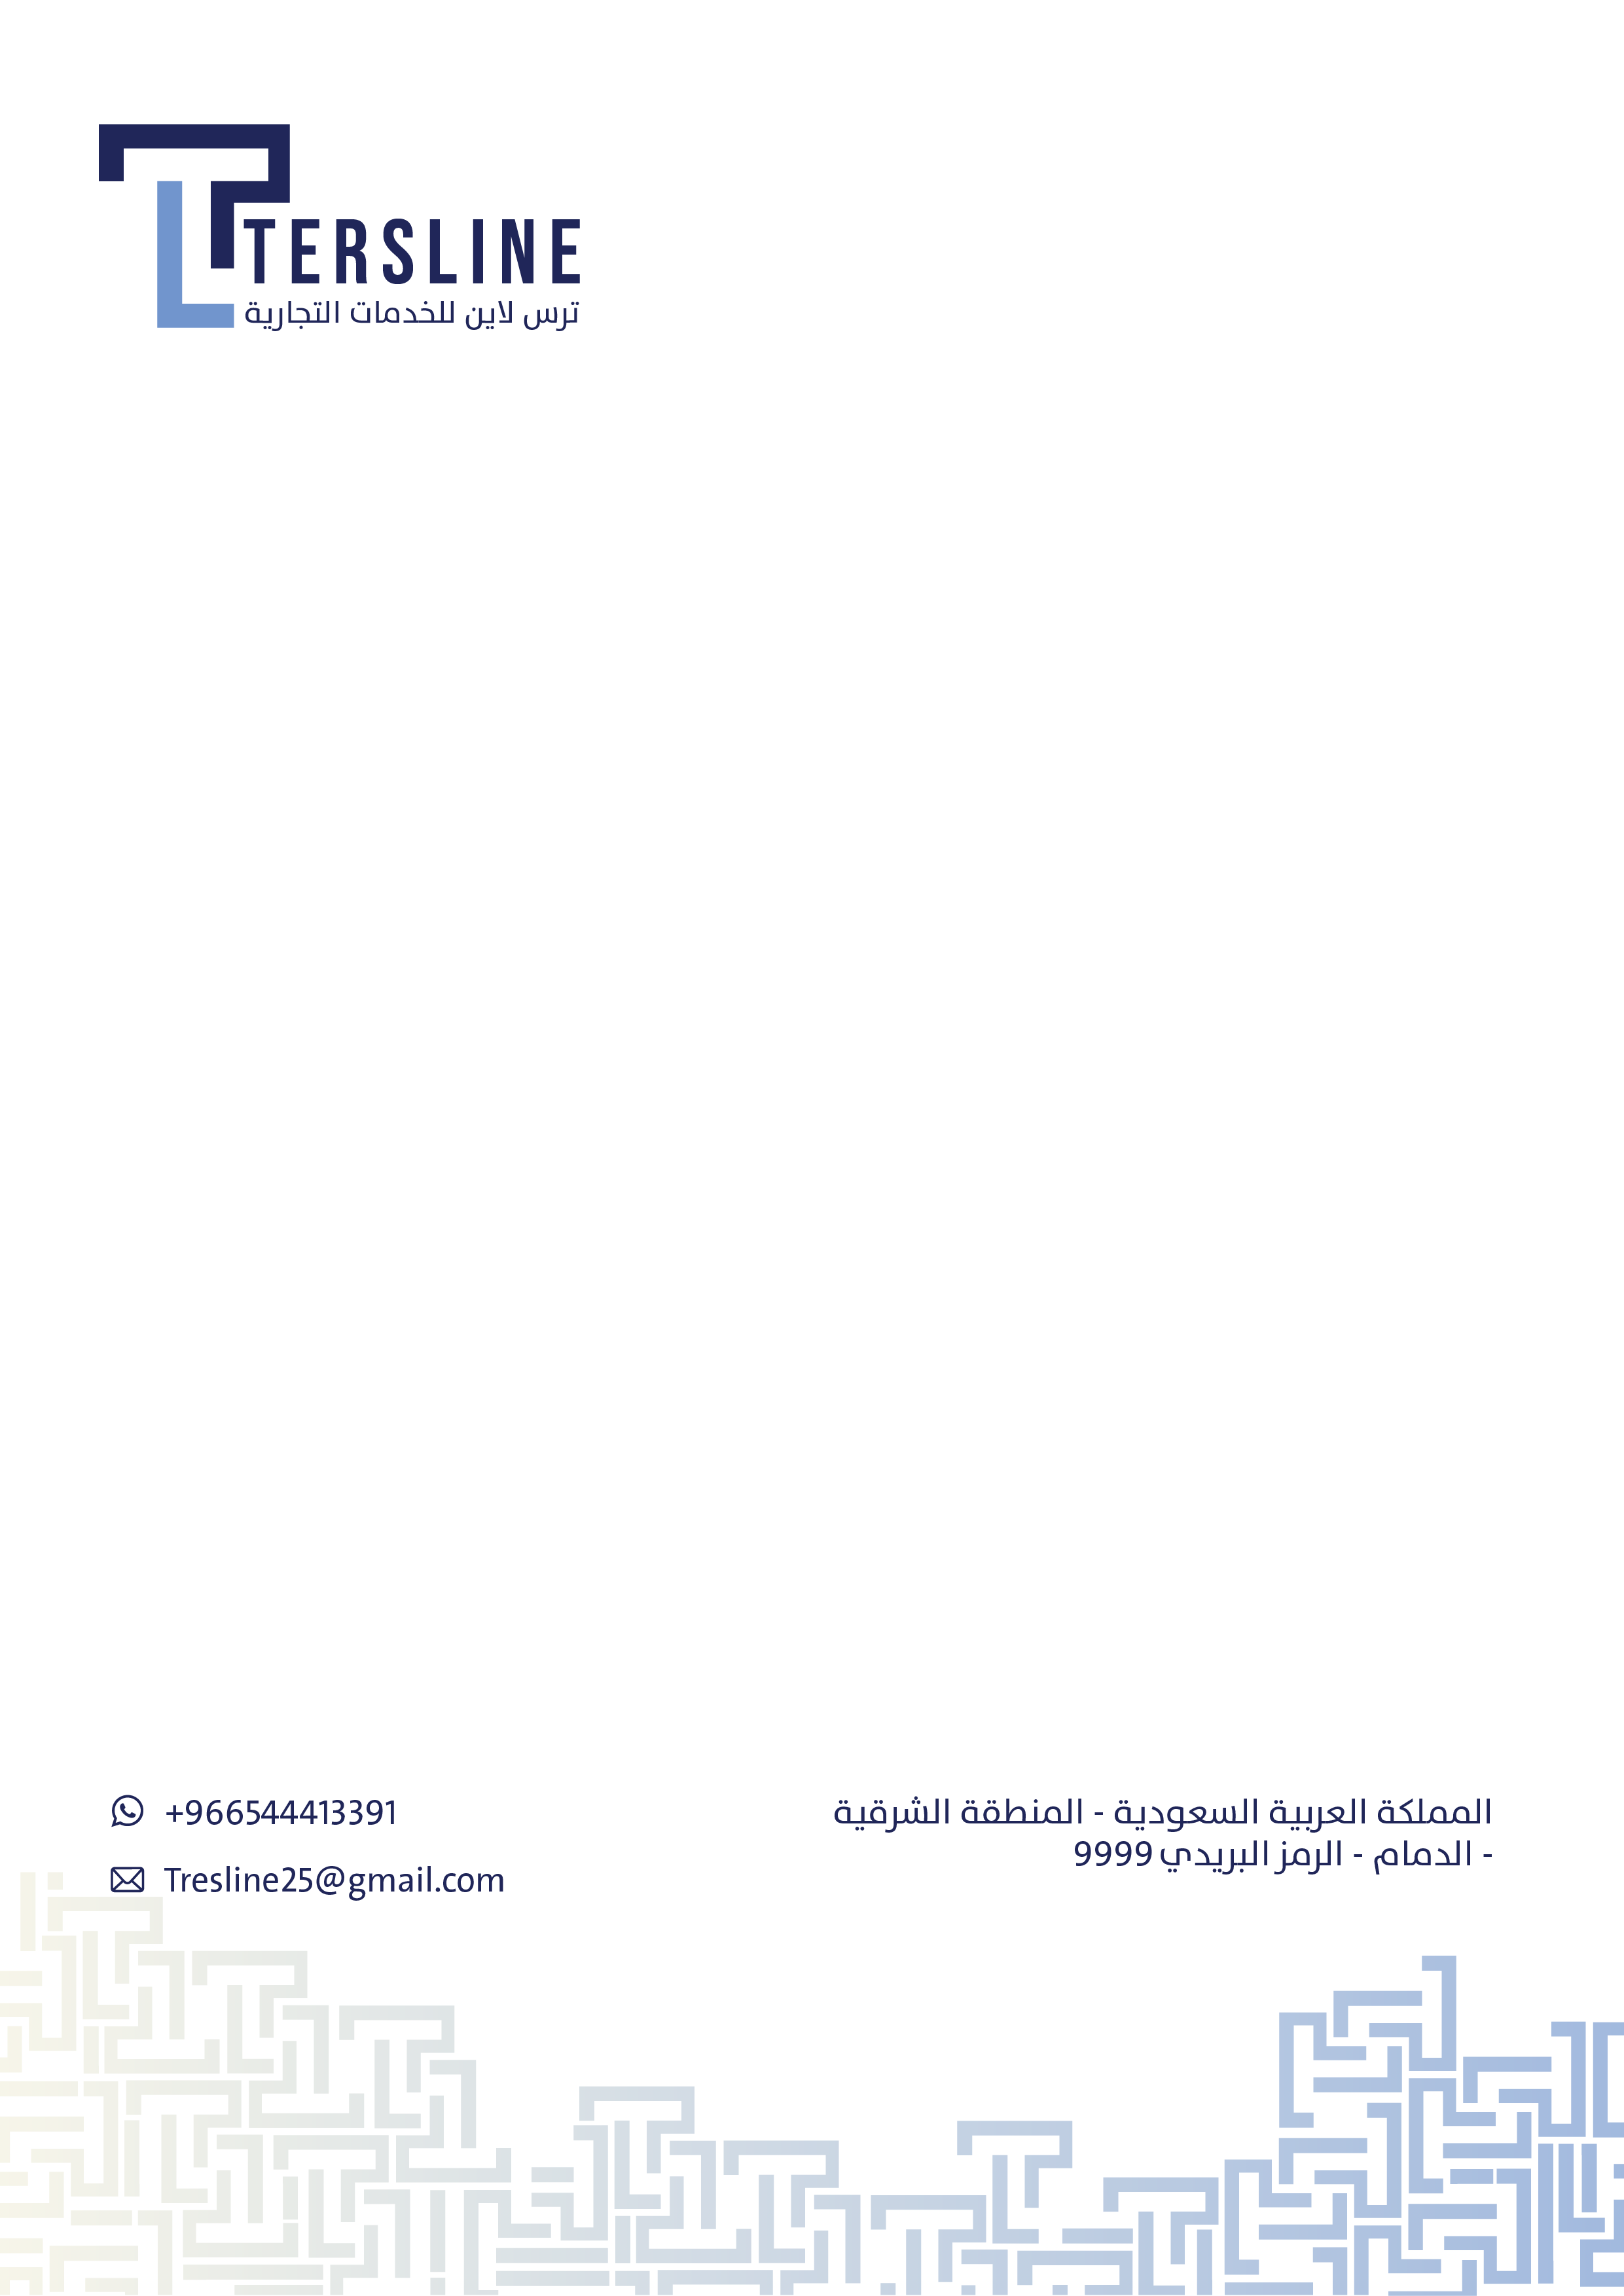 TERSLINE
ترس لاين للخدمات التجارية
+966544413391
Tresline25@gmail.com
المملكة العربية السعودية - المنطقة الشرقية
- الدمام - الرمز البريدي 9999